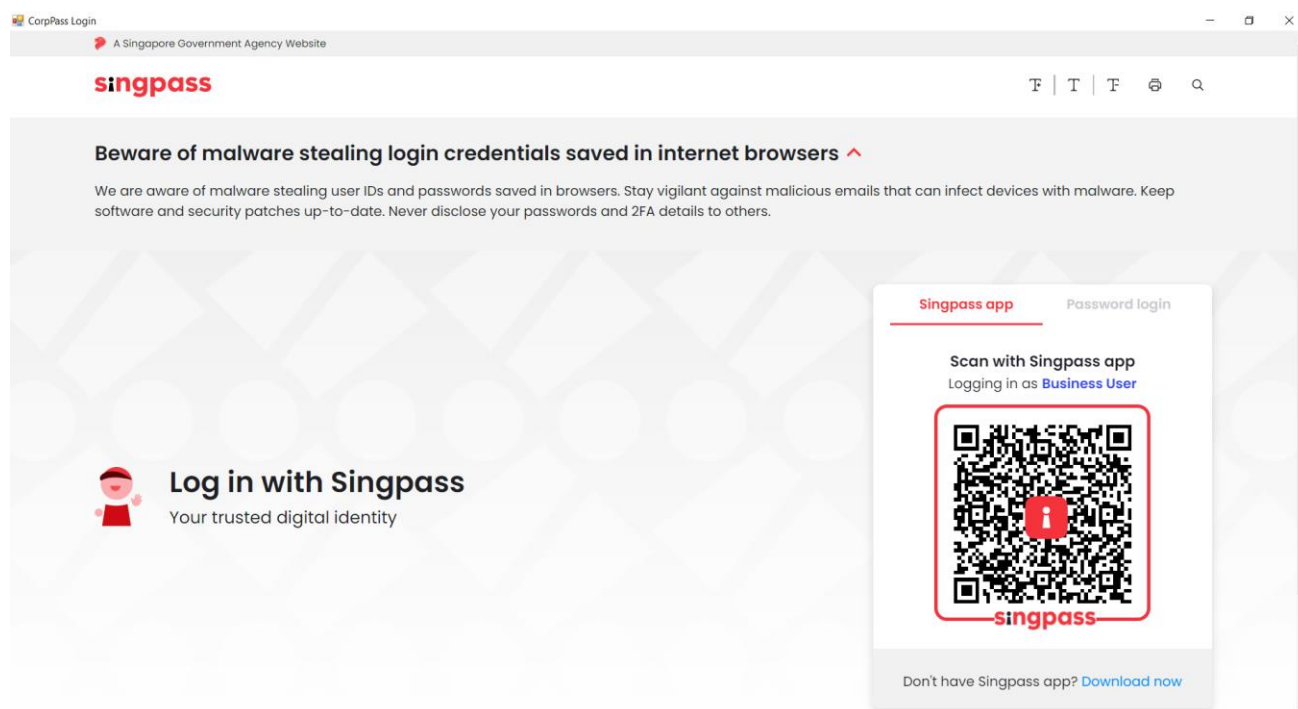 CorpPass Login
A Singapore Government Agency Website
singpass
Beware of malware stealing login credentials saved in internet browsers
We are aware of malware stealing user IDs and passwords saved in browsers. Stay vigilant against malicious emails that can infect devices with malware. Keep
software and security patches up-to-date. Never disclose your passwords and 2FA details to others.
Singpass app Password login
Scan with Singpass app
Logging in as Business User
Log in with Singpass
Your trusted digital identity
singpass
Don't have Singpass app? Download now